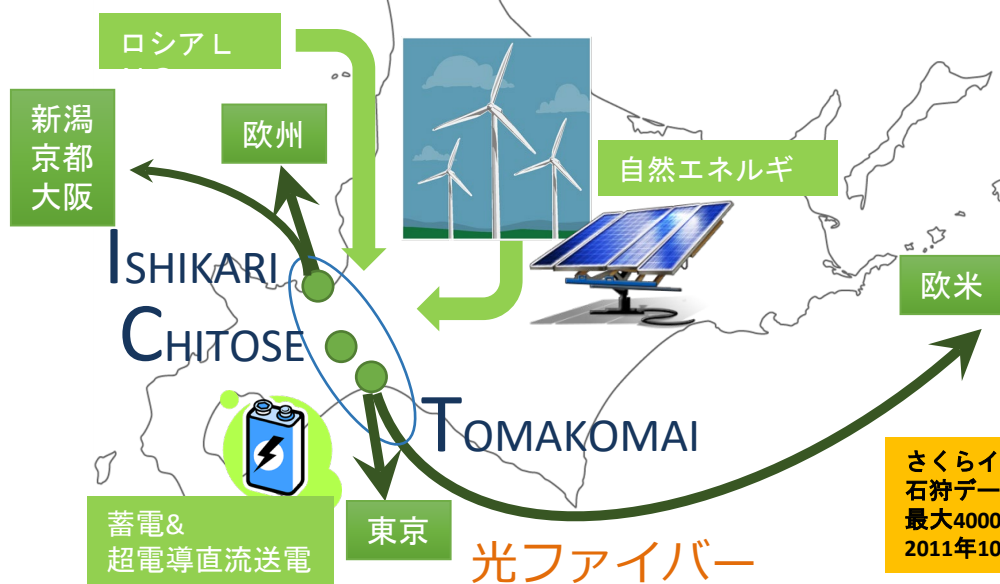 ロシアL
新潟
京都
大阪
欧州
自然エネルギ
ISHIKARI
CHITOSE
TOMAKOMAI
欧米
蓄電&
超電導直流送電
東京
光ファイバー
さくらイ
石狩デー
最大4000
2011年10